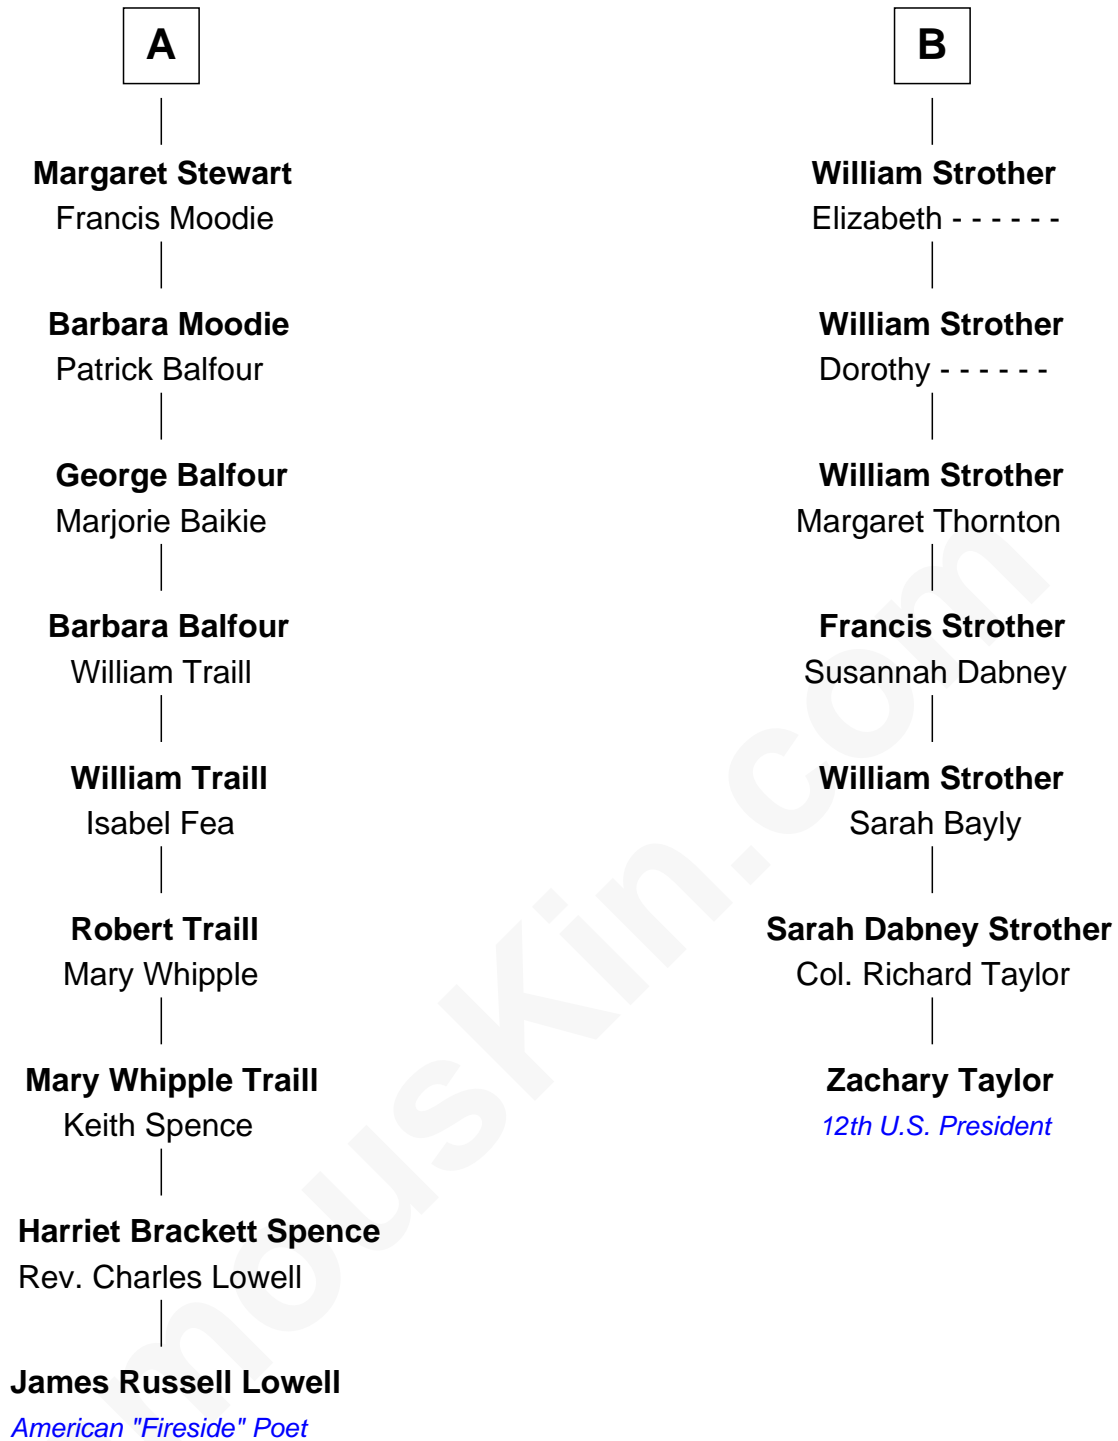 A
Margaret Stewart
Francis Moodie
Barbara Moodie
Patrick Balfour
George Balfour
Marjorie Baikie
Barbara Balfour
William Traill
William Traill
Isabel Fea
Robert Traill
Mary Whipple
Mary Whipple Traill
Keith Spence
Harriet Brackett Spence
Rev. Charles Lowell
James Russell Lowell
American "Fireside" Poet
B
William Strother
Elizabeth - - - - - -
William Strother
Dorothy - - - - - -
William Strother
Margaret Thornton
Francis Strother
Susannah Dabney
William Strother
Sarah Bayly
Sarah Dabney Strother
Col. Richard Taylor
Zachary Taylor
12th U.S. President
mousKin.com